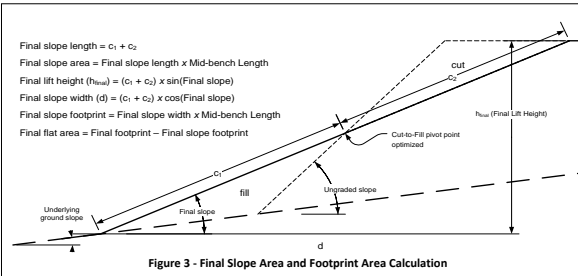 Final slope length = c1 + c2
Final slope area = Final slope length x Mid-bench Length
Final lift height (hfinal) = (c1 + c2) x sin(Final slope)
Final slope width (d) = (c1 + c2) x cos(Final slope)
Final slope footprint = Final slope width x Mid-bench Length
Final flat area = Final footprint – Final slope footprint
cut
c2
hfinal (Final Lift Height)
Cut-to-Fill pivot point
optimized
c1
fill
Ungraded slope
Underlying
ground slope
Final slope
d
Figure 3 - Final Slope Area and Footprint Area Calculation